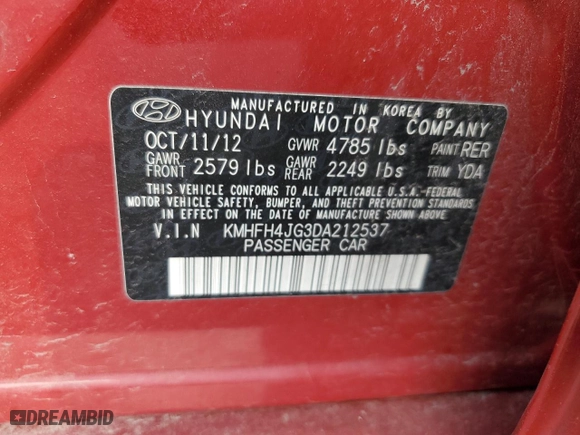 MANUFACTURED IN KOREA BY
HYUNDAI MOTOR COMPANY
OCT/11/12 GVWR 4785 lbs PAINT RER
GAWR FRONT 2579 lbs GAWR REAR 2249 lbs TRIM YDA
THIS VEHICLE CONFORMS TO ALL APPLICABLE U.S.A.-FEDERAL
MOTOR VEHICLE SAFETY, BUMPER, AND THEFT PREVENTION STANDARDS
IN EFFECT ON THE DATE OF MANUFACTURE SHOWN ABOVE.
V.I.N KMHFH4JG3DA212537
PASSENGER CAR
DREAMBID